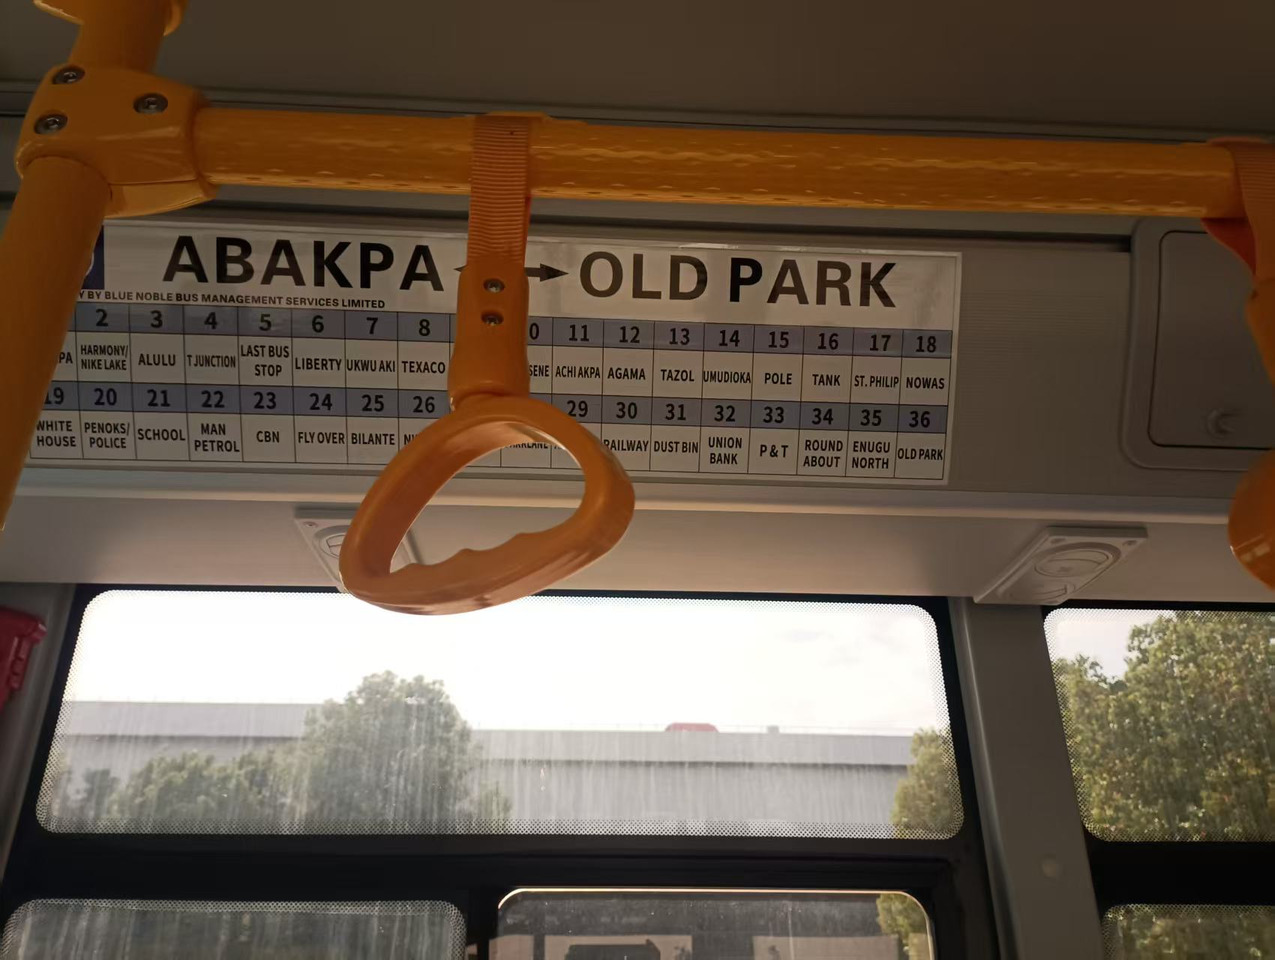 ABAKPA OLD PARK
BY BLUE NOBLE BUS MANAGEMENT SERVICES LIMITED
2 3 4 5 6 7 8 11 12 13 14 15 16 17 18
HARMONY/ ALULU T.JUNCTION LAST BUS LIBERTY UKWU AKI TEXACO ACHI AKPA AGAMA TAZOL UMUDIOKA POLE TANK ST. PHILIP NOWAS
NIKE LAKE STOP
19 20 21 22 23 24 25 26 29 30 31 32 33 34 35 36
WHITE PENOKS/ SCHOOL MAN CBN FLY OVER BILANTE RAILWAY DUST BIN UNION P & T ROUND ENUGU OLD PARK
HOUSE POLICE PETROL BANK ABOUT NORTH